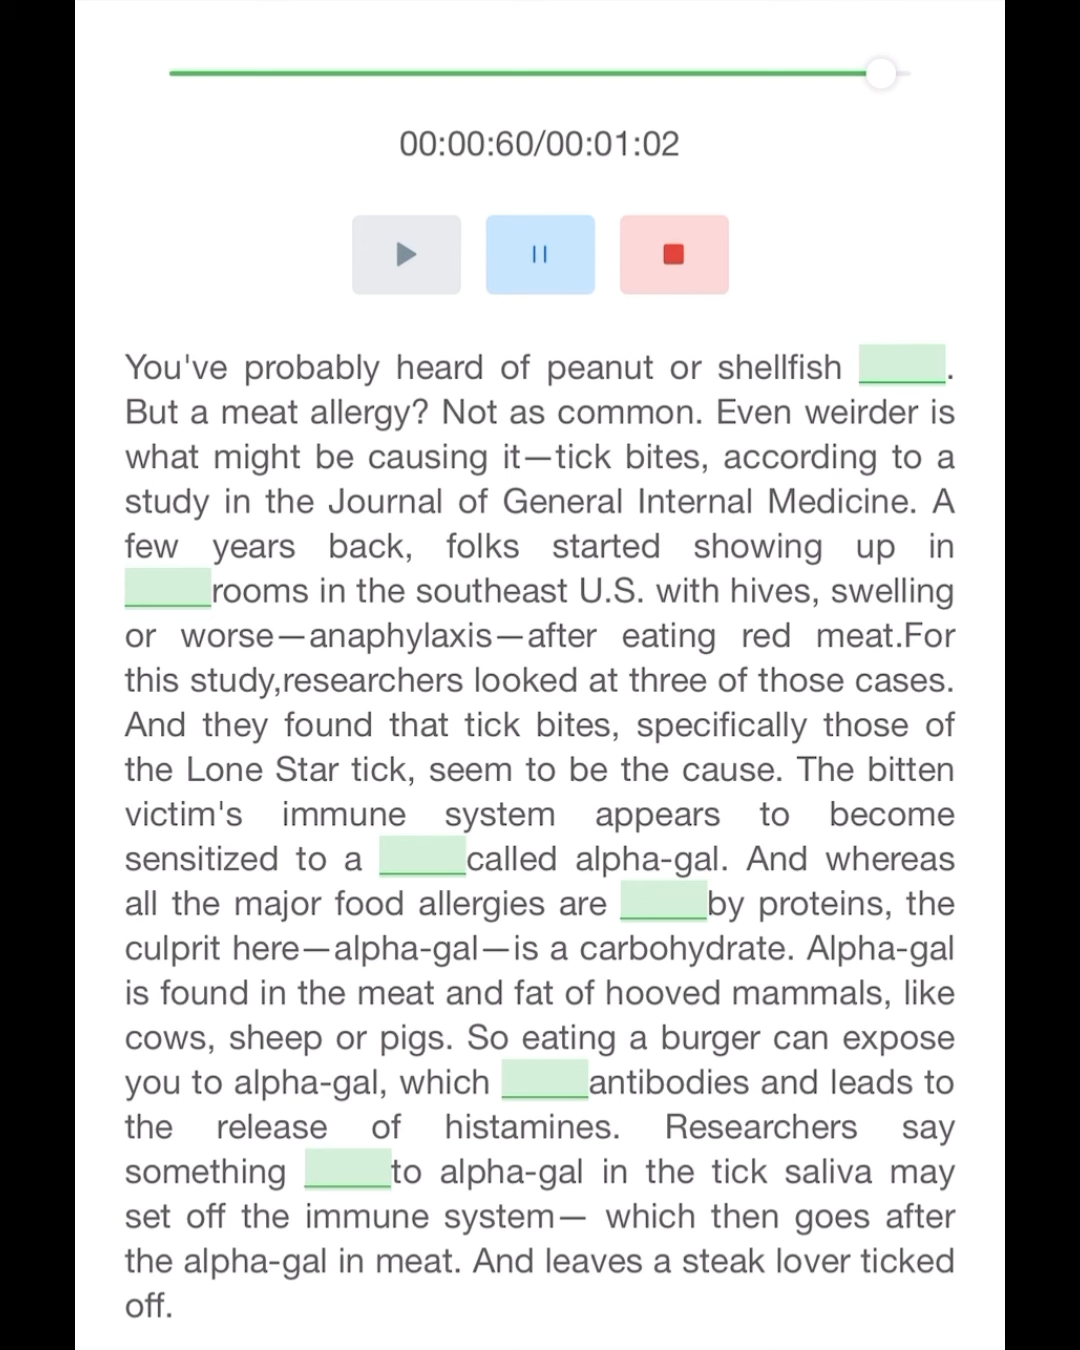 00:00:60/00:01:02
You've probably heard of peanut or shellfish .
But a meat allergy? Not as common. Even weirder is
what might be causing it—tick bites, according to a
study in the Journal of General Internal Medicine. A
few years back, folks started showing up in
rooms in the southeast U.S. with hives, swelling
or worse—anaphylaxis—after eating red meat.For
this study,researchers looked at three of those cases.
And they found that tick bites, specifically those of
the Lone Star tick, seem to be the cause. The bitten
victim's immune system appears to become
sensitized to a called alpha-gal. And whereas
all the major food allergies are by proteins, the
culprit here—alpha-gal—is a carbohydrate. Alpha-gal
is found in the meat and fat of hooved mammals, like
cows, sheep or pigs. So eating a burger can expose
you to alpha-gal, which antibodies and leads to
the release of histamines. Researchers say
something to alpha-gal in the tick saliva may
set off the immune system— which then goes after
the alpha-gal in meat. And leaves a steak lover ticked
off.